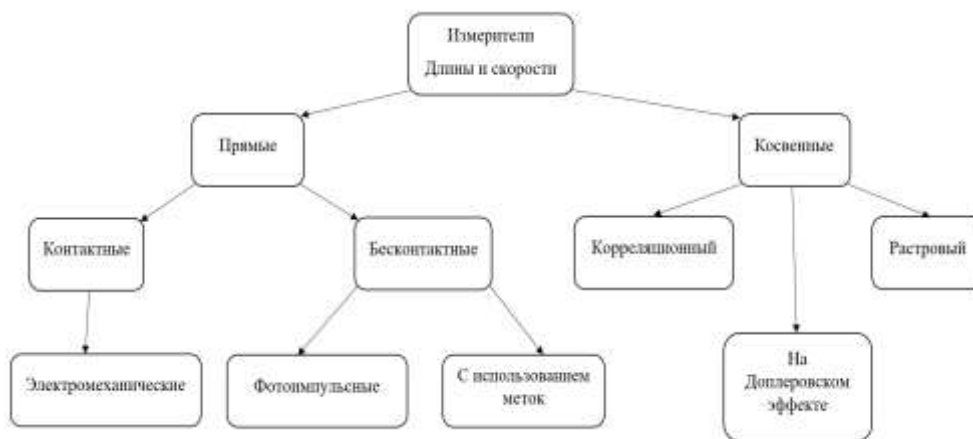 Измерители
Длины и скорости
Прямые
Косвенные
Контактные
Бесконтактные
Корреляционный
Растровый
Электромеханические
Фотоимпульсные
С использованием
меток
На
Доплеровском
эффекте